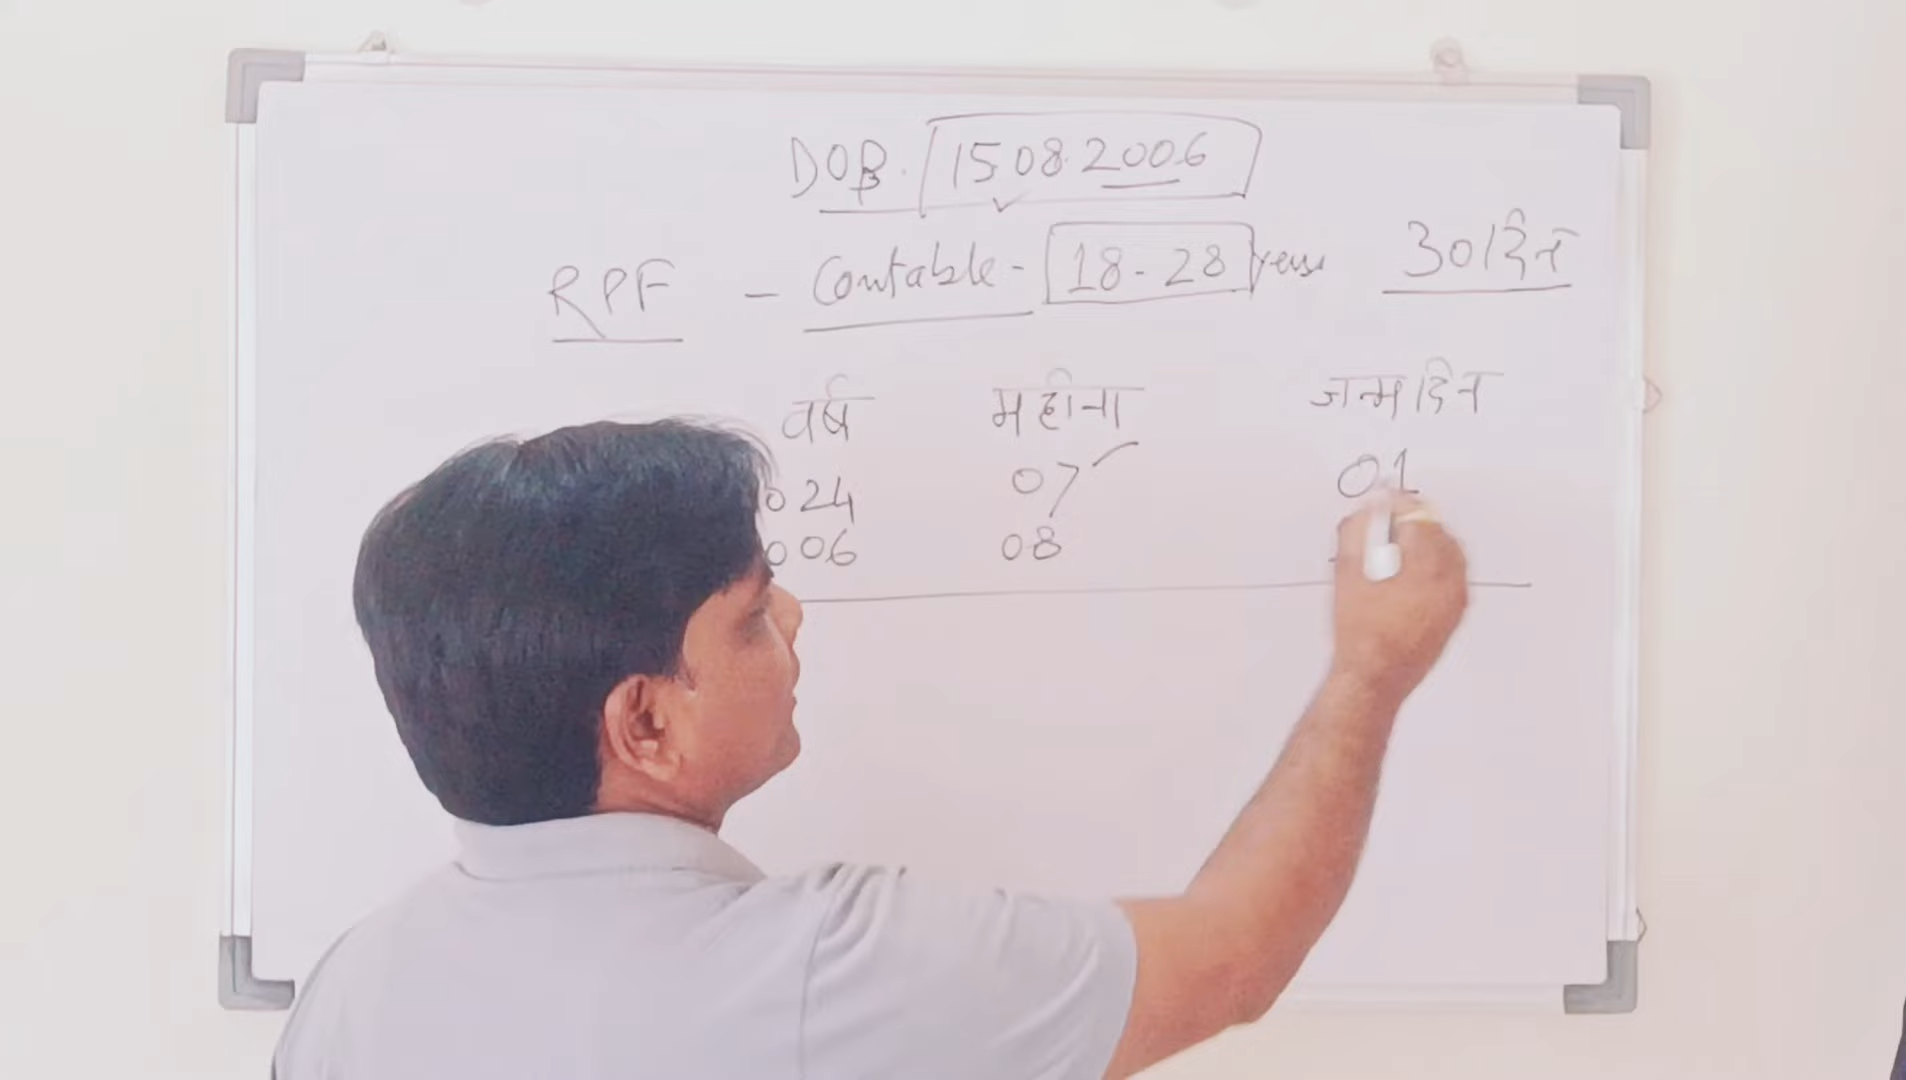 DOB. 15.08.2006
RPF - Contable - 18-28 years 30 दिन
वर्ष महीना जन्मदिन
024 07 01
006 08